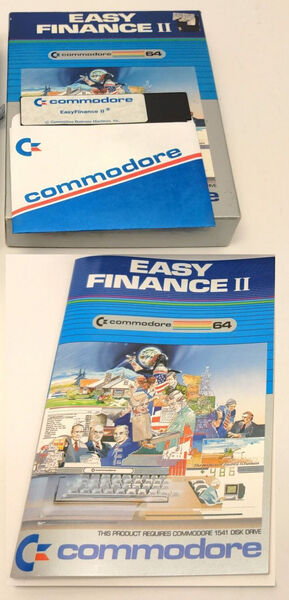 EASY
FINANCE II
commodore 64
commodore
EasyFinance II
commodore
EASY
FINANCE II
commodore 64
commodore
THIS PRODUCT REQUIRES COMMODORE 1541 DISK DRIVE
commodore